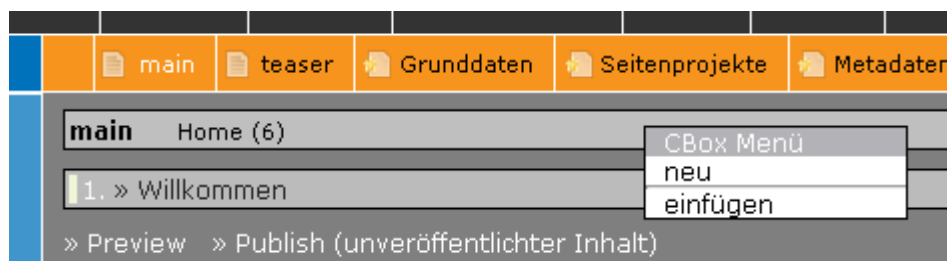 main teaser Grunddaten Seitenprojekte Metadaten
main Home (6)
CBox Menü
neu
1. » Willkommen
einfügen
» Preview » Publish (unveröffentlichter Inhalt)